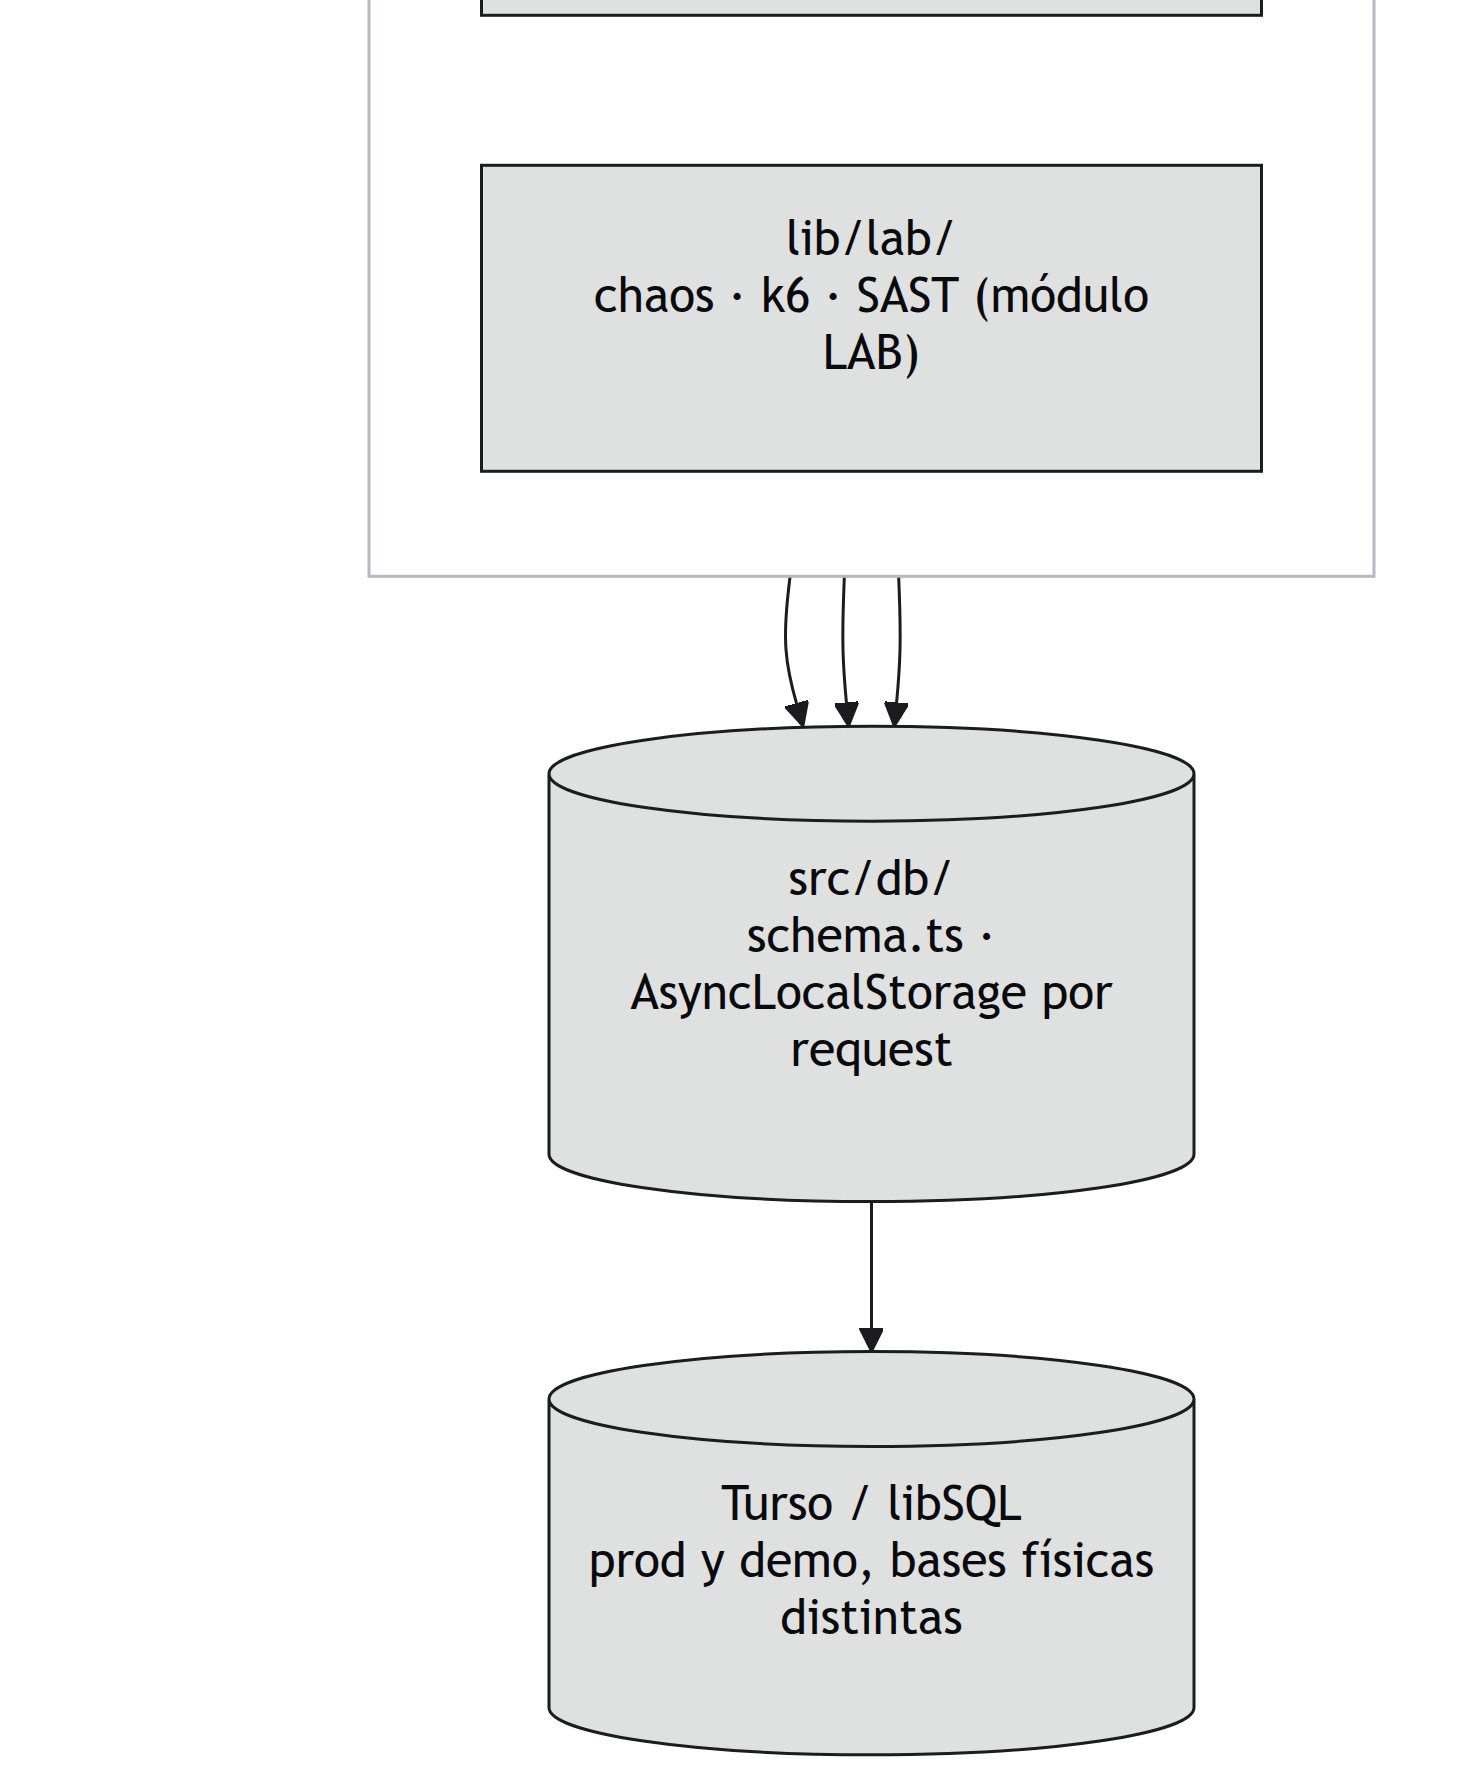 lib/lab/
chaos · k6 · SAST (módulo
LAB)
src/db/
schema.ts ·
AsyncLocalStorage por
request
Turso / libSQL
prod y demo, bases físicas
distintas